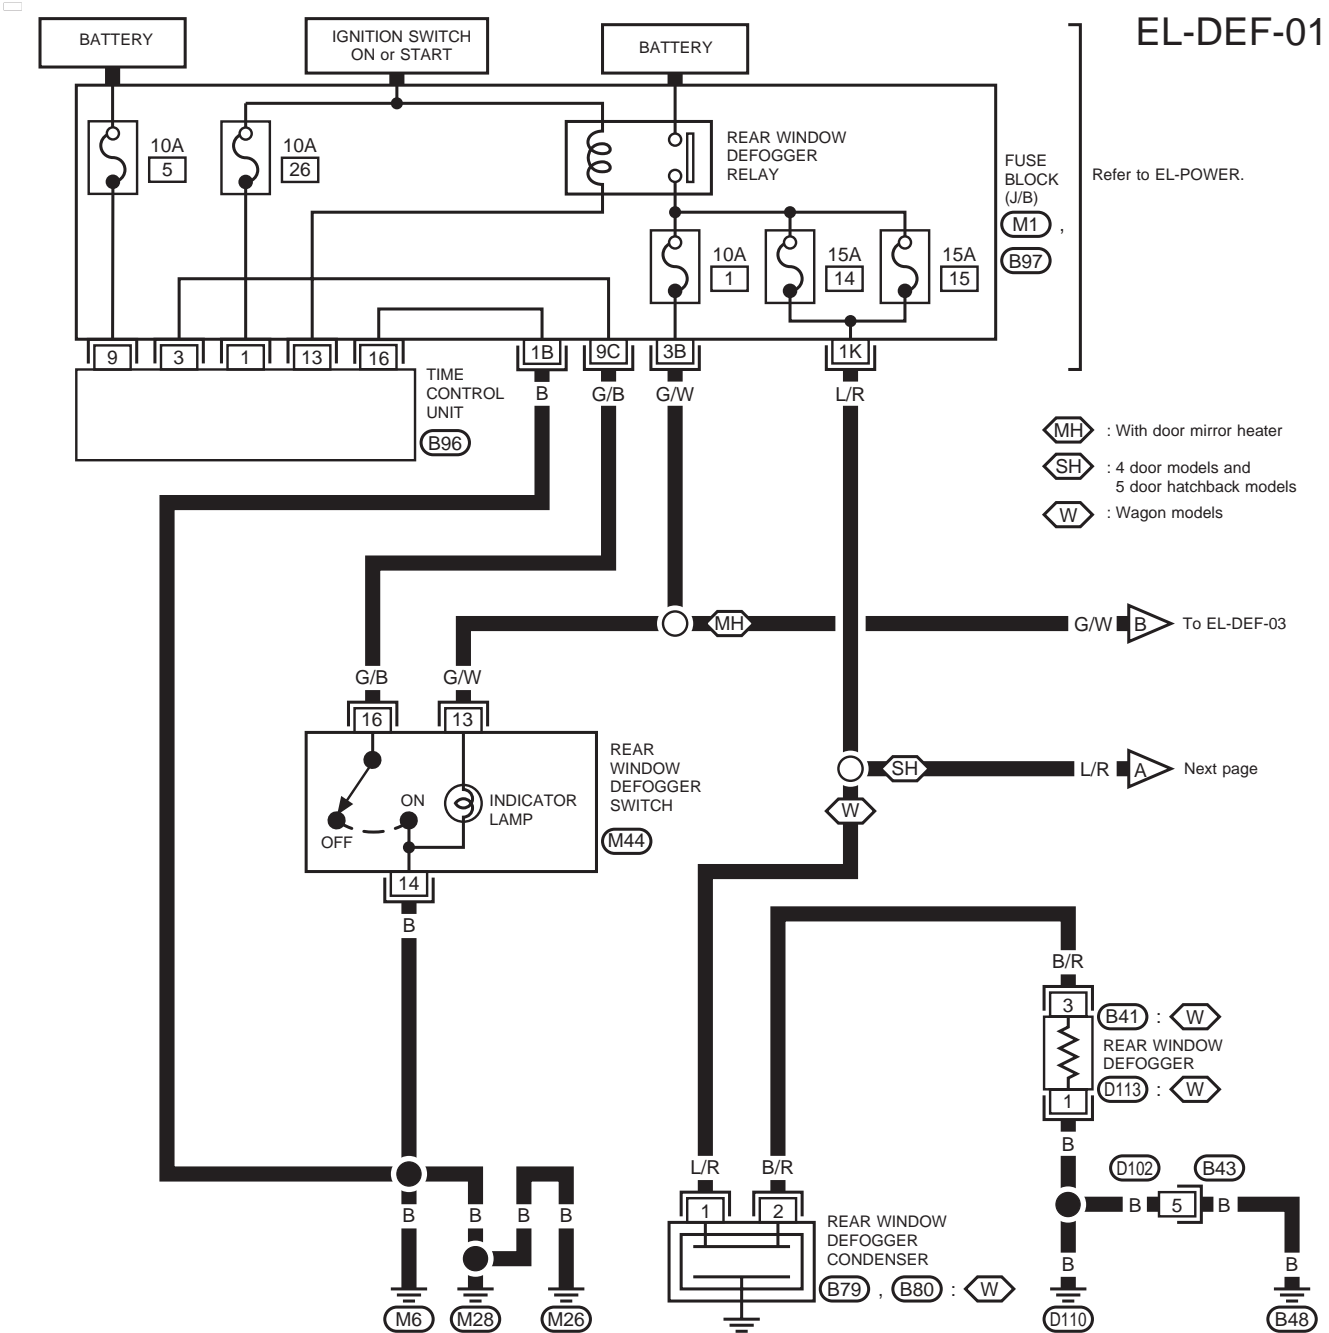 EL-DEF-01
BATTERY
IGNITION SWITCH
ON or START
BATTERY
10A
5
10A
26
REAR WINDOW
DEFOGGER
RELAY
FUSE
BLOCK
(J/B)
M1 ,
B97
Refer to EL-POWER.
10A
1
15A
14
15A
15
9
3
1
13
16
1B
9C
3B
1K
TIME
CONTROL
UNIT
B96
B
G/B
G/W
L/R
MH : With door mirror heater
SH : 4 door models and
5 door hatchback models
W : Wagon models
MH
G/W
B
To EL-DEF-03
G/B
G/W
16
13
REAR
WINDOW
DEFOGGER
SWITCH
M44
OFF
ON
INDICATOR
LAMP
14
B
SH
L/R
A
Next page
W
B/R
3
B41 : W
REAR WINDOW
DEFOGGER
D113 : W
1
B
L/R
B/R
1
2
REAR WINDOW
DEFOGGER
CONDENSER
B79 , B80 : W
D102
B43
B
5
B
B
B
B
B
B
B
M6
M28
M26
D110
B48